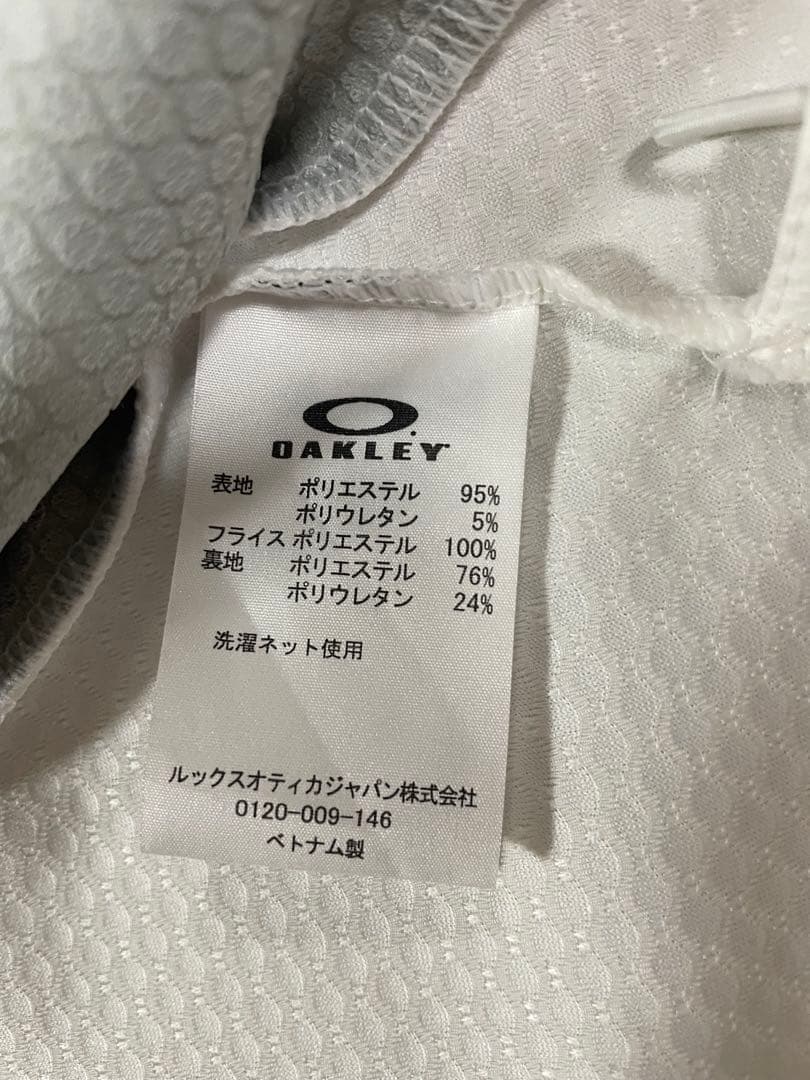 OAKLEY
表地 ポリエステル 95%
ポリウレタン 5%
フライス ポリエステル 100%
裏地 ポリエステル 76%
ポリウレタン 24%
洗濯ネット使用
ルックスオティカジャパン株式会社
0120-009-146
ベトナム製